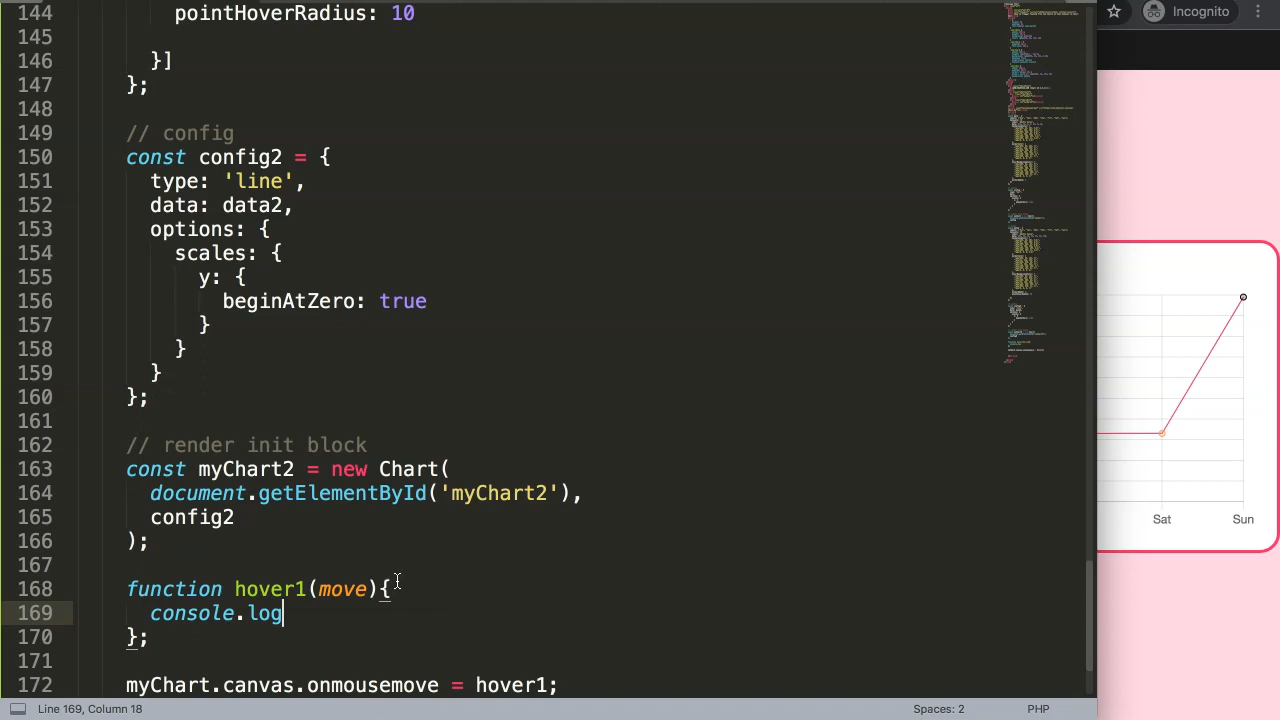 144 pointHoverRadius: 10
145
146 }]
147 };
148
149 // config
150 const config2 = {
151 type: 'line',
152 data: data2,
153 options: {
154 scales: {
155 y: {
156 beginAtZero: true
157 }
158 }
159 }
160 };
161
162 // render init block
163 const myChart2 = new Chart(
164 document.getElementById('myChart2'),
165 config2
166 );
167
168 function hover1(move){
169 console.log
170 };
171
172 myChart.canvas.onmousemove = hover1;
Line 169, Column 18
Spaces: 2
PHP
Incognito
Sat
Sun